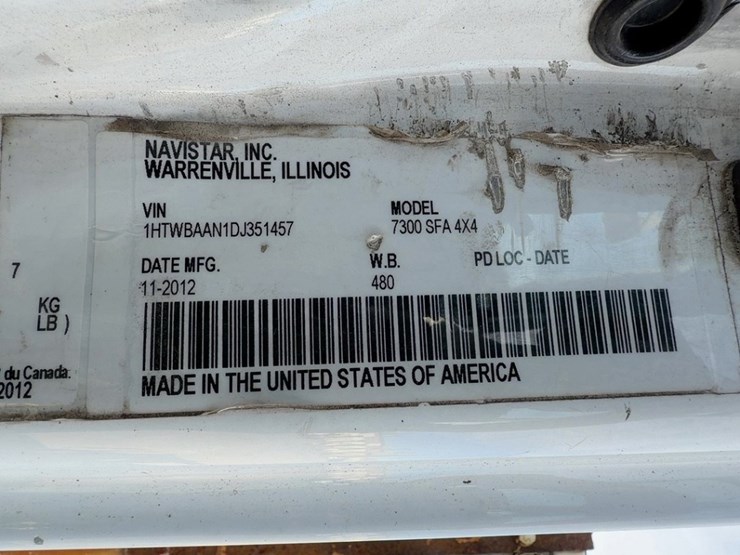 NAVISTAR, INC.
WARRENVILLE, ILLINOIS
VIN
1HTWBAAN1DJ351457
MODEL
7300 SFA 4X4
DATE MFG.
11-2012
W.B.
480
PD LOC - DATE
MADE IN THE UNITED STATES OF AMERICA
7
KG
LB )
du Canada.
2012